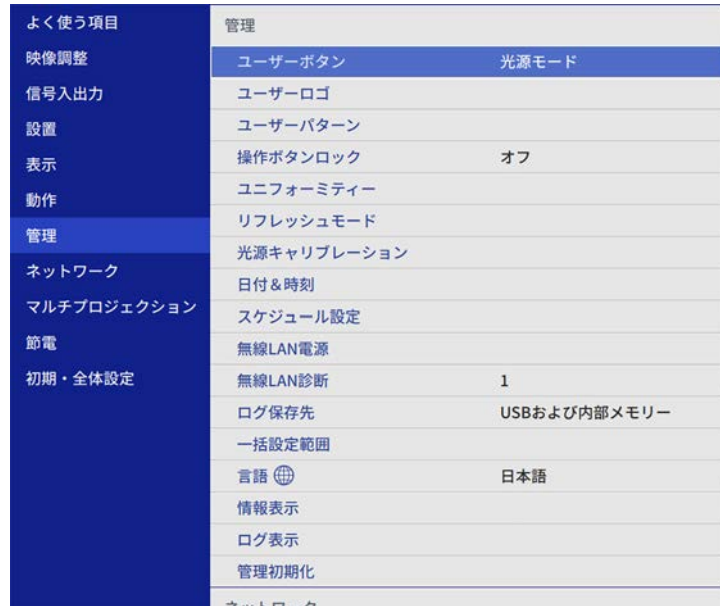 よく使う項目
映像調整
信号入出力
設置
表示
動作
管理
ネットワーク
マルチプロジェクション
節電
初期・全体設定
管理
ユーザーボタン 光源モード
ユーザーロゴ
ユーザーパターン
操作ボタンロック オフ
ユニフォーミティー
リフレッシュモード
光源キャリブレーション
日付&時刻
スケジュール設定
無線LAN電源
無線LAN診断 1
ログ保存先 USBおよび内部メモリー
一括設定範囲
言語 日本語
情報表示
ログ表示
管理初期化
ネットワーク